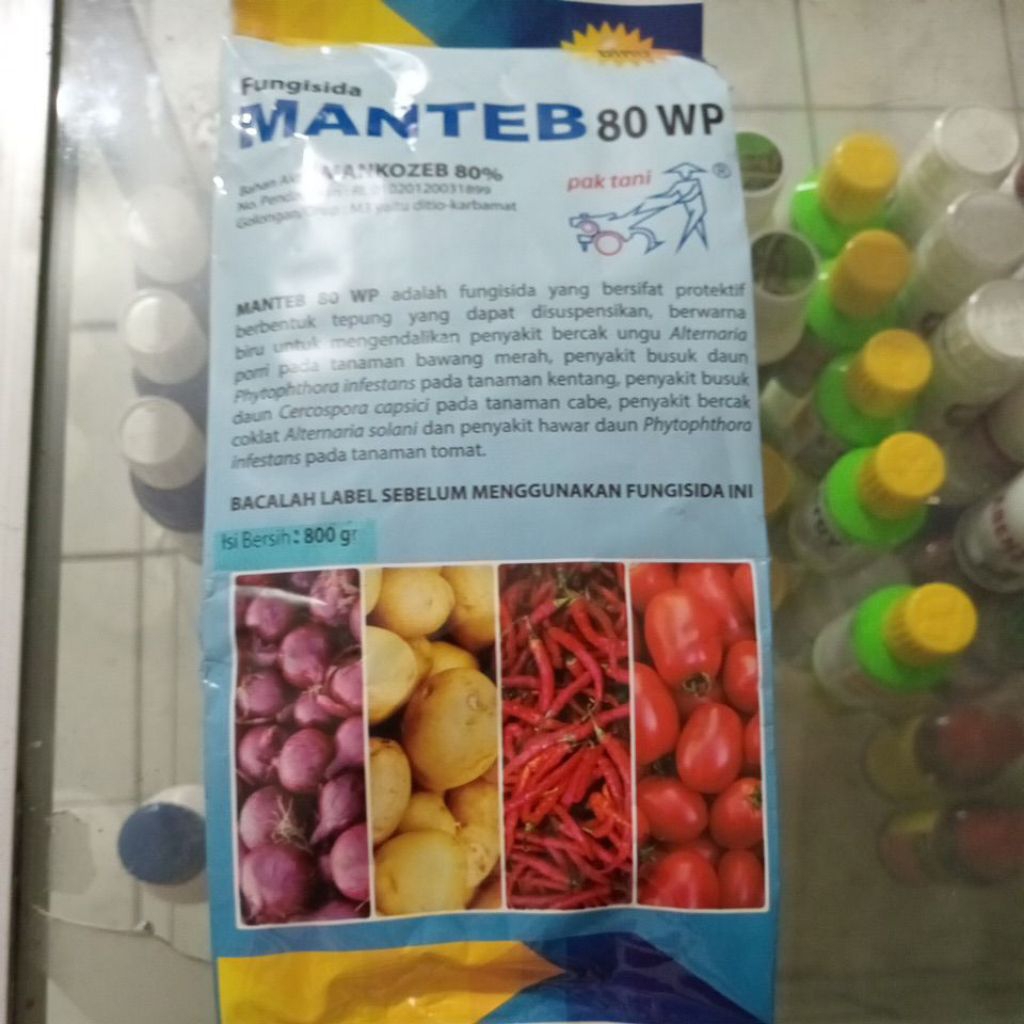 Fungisida
MANTEB 80 WP
MANKOZEB 80%
pak tani ®
MANTEB 80 WP adalah fungisida yang bersifat protektif
berbentuk tepung yang dapat disuspensikan, berwarna
biru untuk mengendalikan penyakit bercak ungu Alternaria
porri pada tanaman bawang merah, penyakit busuk daun
Phytophthora infestans pada tanaman kentang, penyakit busuk
daun Cercospora capsici pada tanaman cabe, penyakit bercak
coklat Alternaria solani dan penyakit hawar daun Phytophthora
infestans pada tanaman tomat.
BACALAH LABEL SEBELUM MENGGUNAKAN FUNGISIDA INI
Isi Bersih : 800 gr